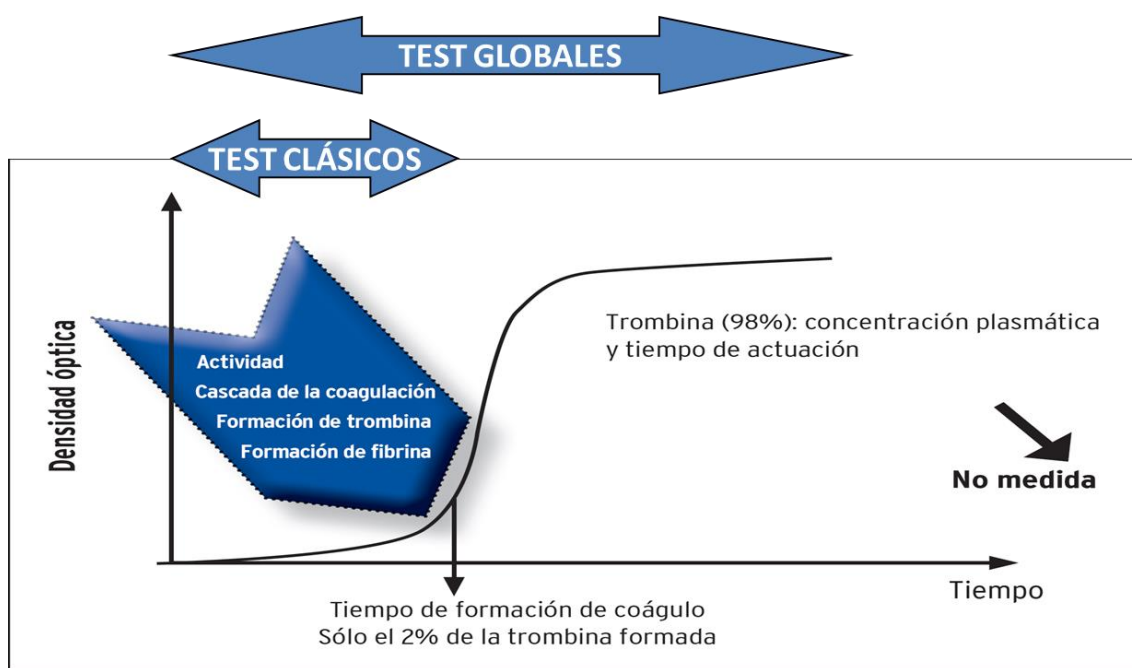 TEST GLOBALES
TEST CLÁSICOS
Densidad óptica
Actividad
Cascada de la coagulación
Formación de trombina
Formación de fibrina
Trombina (98%): concentración plasmática
y tiempo de actuación
No medida
Tiempo
Tiempo de formación de coágulo
Sólo el 2% de la trombina formada